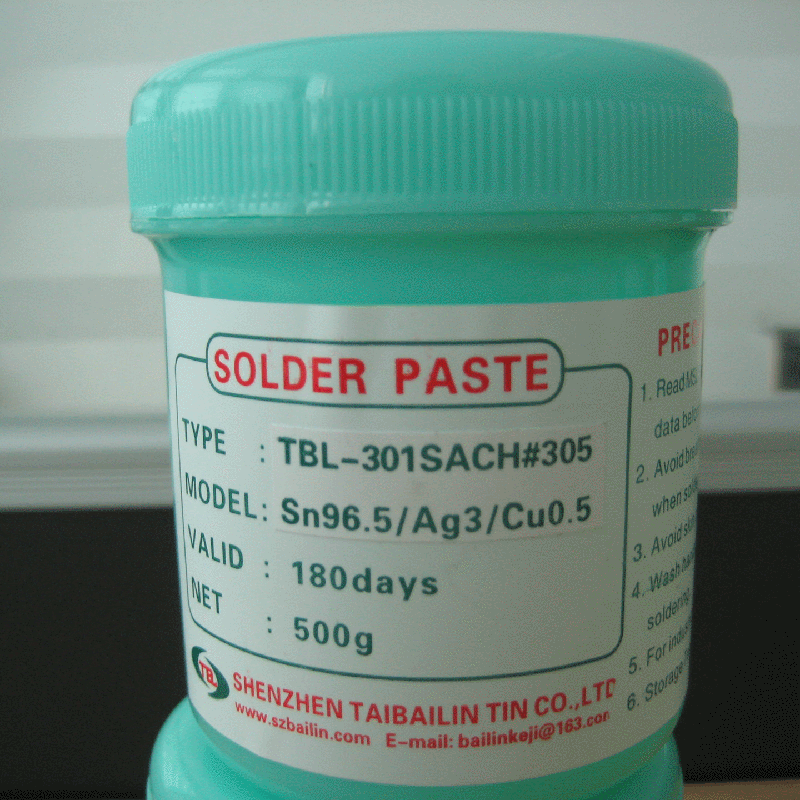 SOLDER PASTE
TYPE : TBL-301SACH#305
MODEL: Sn96.5/Ag3/Cu0.5
VALID : 180days
NET : 500g
TBL
SHENZHEN TAIBAILIN TIN CO.,LTD
www.szbailin.com E-mail: bailinkeji@163.com
1. Read
data
2. Avoid
when
3. Avoid
4. Wash
soldering
5. For
6. Storage